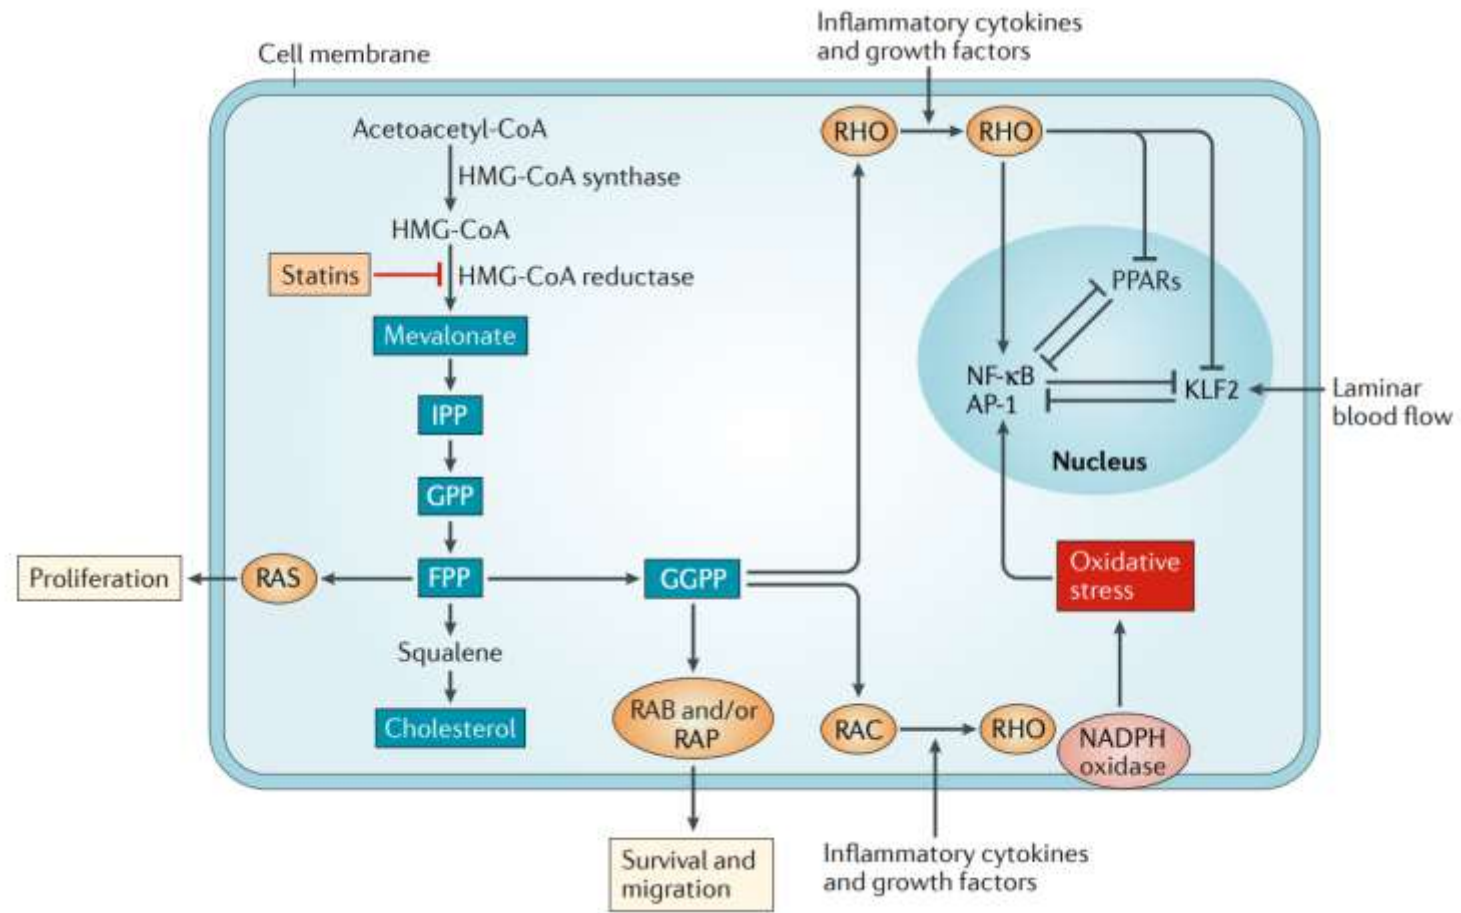 Inflammatory cytokines
and growth factors
Cell membrane
Acetoacetyl-CoA
RHO
RHO
HMG-CoA synthase
HMG-CoA
Statins
HMG-CoA reductase
PPARs
Mevalonate
NF-κB
AP-1
KLF2
Laminar
blood flow
IPP
Nucleus
GPP
Proliferation
RAS
FPP
GGPP
Oxidative
stress
Squalene
RAB and/or
RAP
Cholesterol
RAC
RHO
NADPH
oxidase
Survival and
migration
Inflammatory cytokines
and growth factors